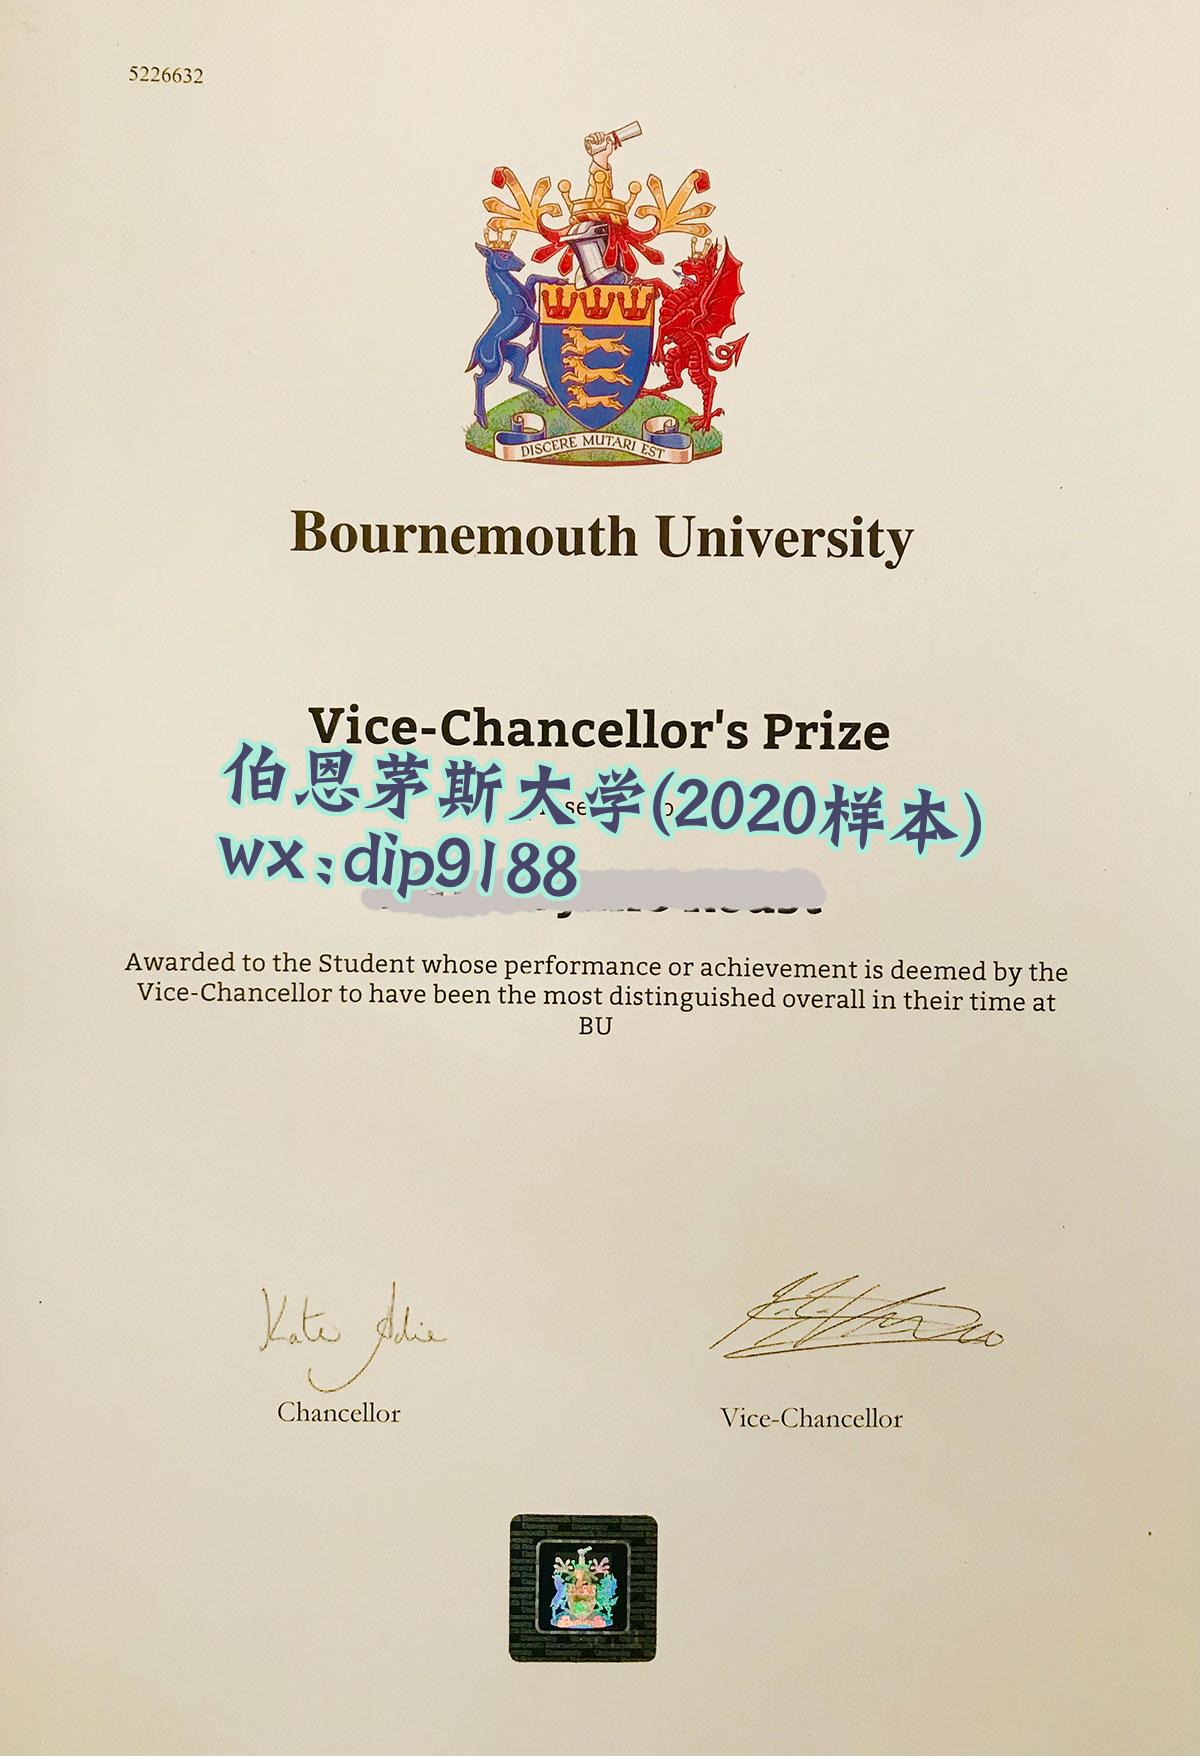 5226632
DISCERE MUTARI EST
Bournemouth University
Vice-Chancellor's Prize
伯恩茅斯大学(2020样本)
wx:dip9188
Awarded to the Student whose performance or achievement is deemed by the
Vice-Chancellor to have been the most distinguished overall in their time at
BU
Kate Adie
Chancellor
Vice-Chancellor